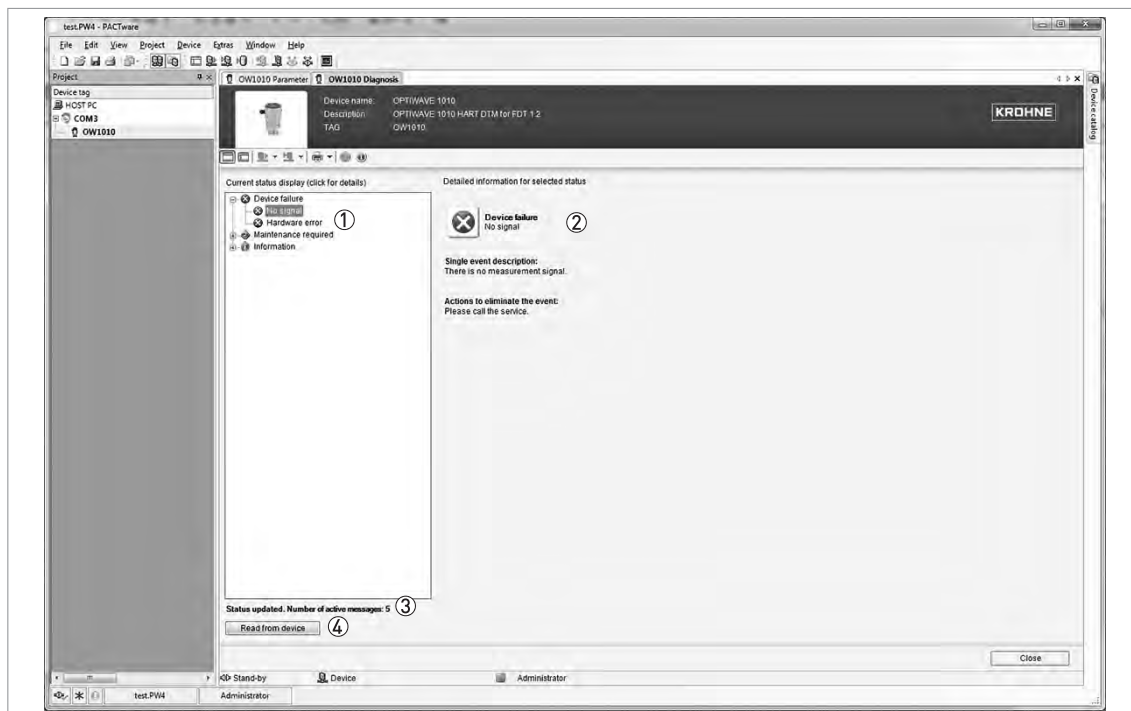 test.PW4 - PACTware
File Edit View Project Device Extras Window Help
Project
Device tag
HOST PC
COM3
OW1010
OW1010 Parameter OW1010 Diagnosis
Device catalog
Device name: OPTIWAVE 1010
Description: OPTIWAVE 1010 HART DTM for FDT 1.2
TAG OW1010
KROHNE
Current status display (click for details)
Device failure
No signal
Hardware error
①
Maintenance required
Information
Detailed information for selected status
Device failure
No signal
②
Single event description:
There is no measurement signal.
Actions to eliminate the event:
Please call the service.
Status updated. Number of active messages: 5 ③
Read from device ④
Close
Stand-by Device Administrator
test.PW4 Administrator